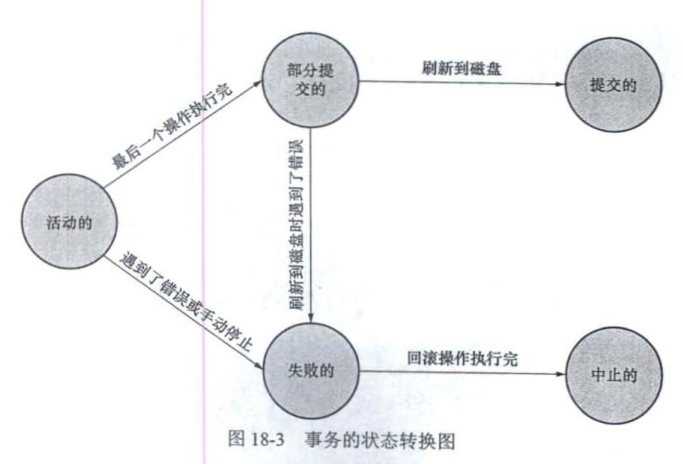 部分提
交的
刷新到磁盘
提交的
最后一个操作执行完
活动的
刷新到磁盘时遇到了错误
遇到了错误或手动停止
失败的
回滚操作执行完
中止的
图 18-3 事务的状态转换图